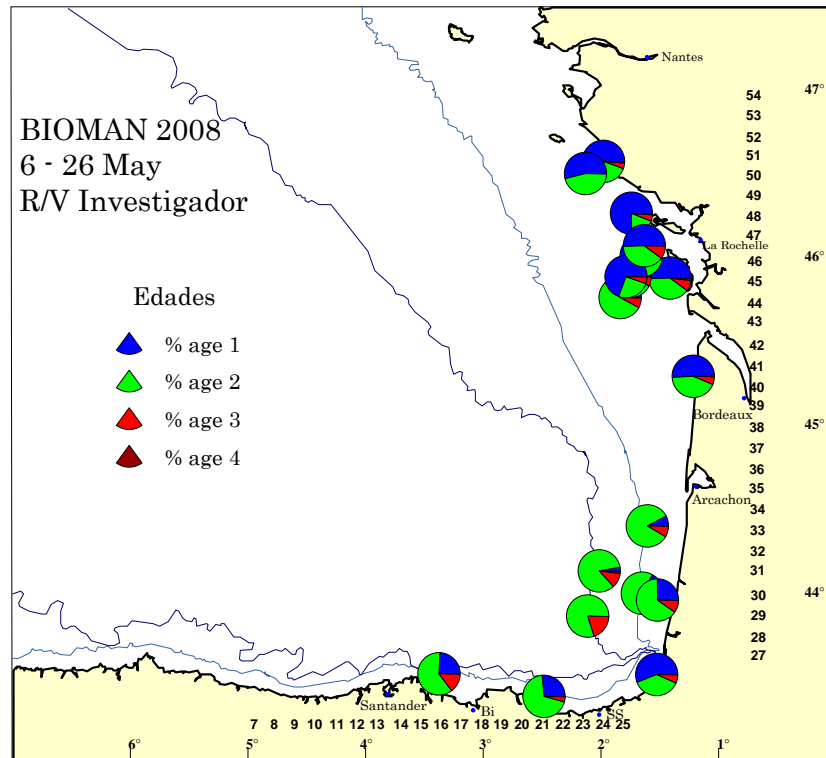 Nantes
47°
54
53
BIOMAN 2008
6 - 26 May
R/V Investigador
52
51
50
49
48
47
La Rochelle
46°
46
45
44
43
42
41
40
39
Bordeaux
45°
38
37
36
35
Arcachon
34
33
32
31
30
44°
29
28
27
Edades
% age 1
% age 2
% age 3
% age 4
Santander
Bi
SS
7 8 9 10 11 12 13 14 15 16 17 18 19 20 21 22 23 24 25
6° 5° 4° 3° 2° 1°